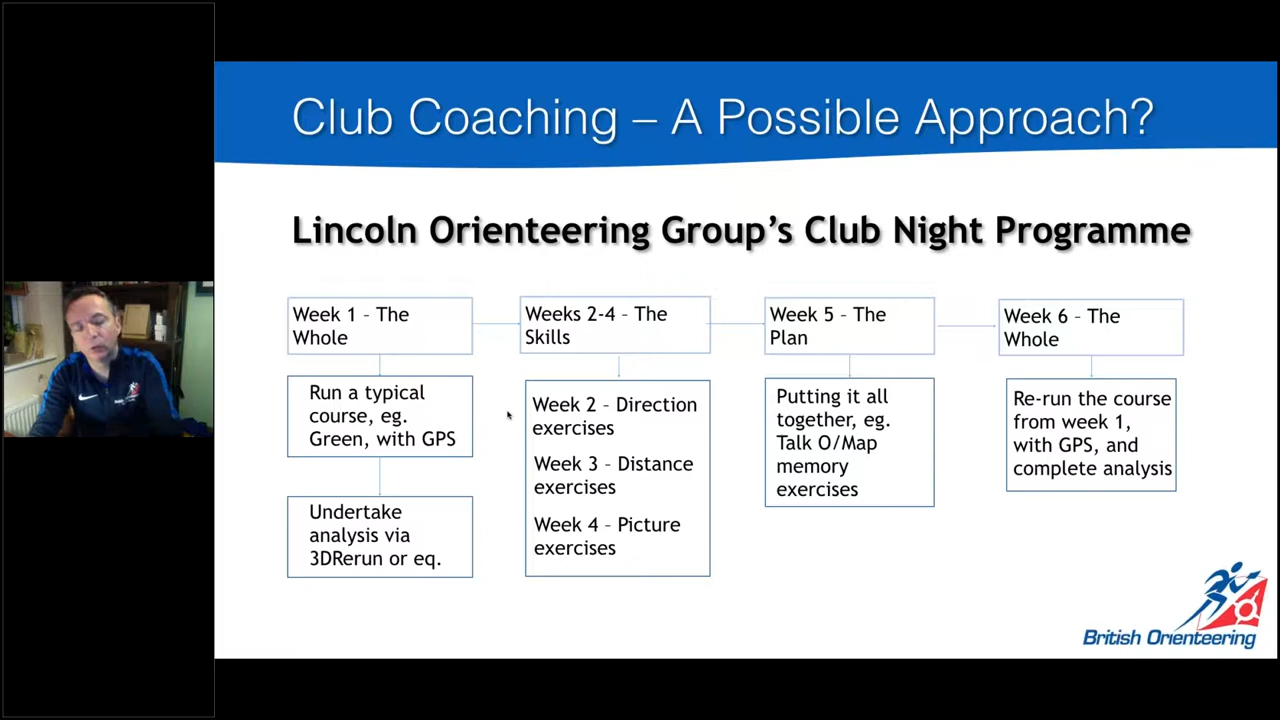 Club Coaching – A Possible Approach?
Lincoln Orienteering Group's Club Night Programme
Week 1 – The
Whole
Run a typical
course, eg.
Green, with GPS
Undertake
analysis via
3DRerun or eq.
Weeks 2-4 – The
Skills
Week 2 – Direction
exercises
Week 3 – Distance
exercises
Week 4 – Picture
exercises
Week 5 – The
Plan
Putting it all
together, eg.
Talk O/Map
memory
exercises
Week 6 – The
Whole
Re-run the course
from week 1,
with GPS, and
complete analysis
British Orienteering